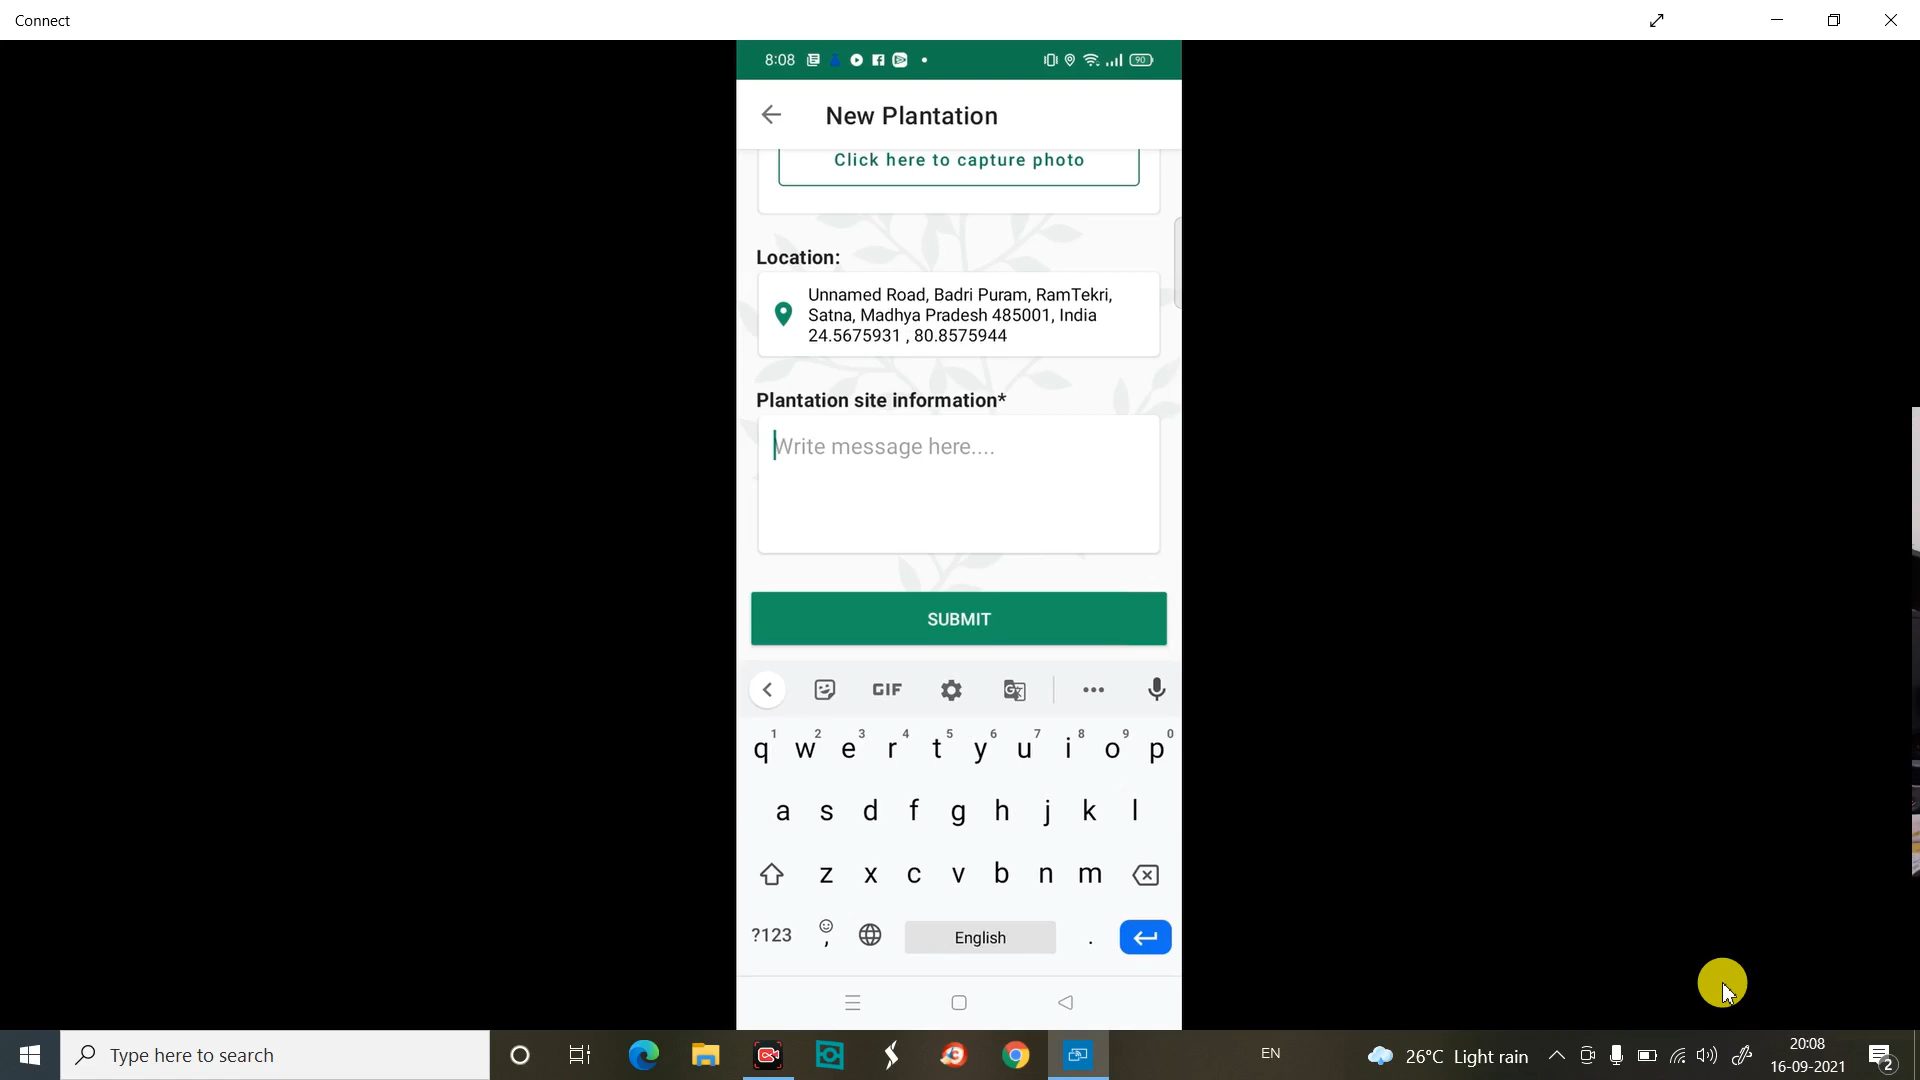 Connect
8:08
90
New Plantation
Click here to capture photo
Location:
Unnamed Road, Badri Puram, RamTekri,
Satna, Madhya Pradesh 485001, India
24.5675931 , 80.8575944
Plantation site information*
Write message here....
SUBMIT
GIF
1 2 3 4 5 6 7 8 9 0
q w e r t y u i o p
a s d f g h j k l
z x c v b n m
?123 , English .
Type here to search
EN
26°C Light rain
20:08
16-09-2021
2